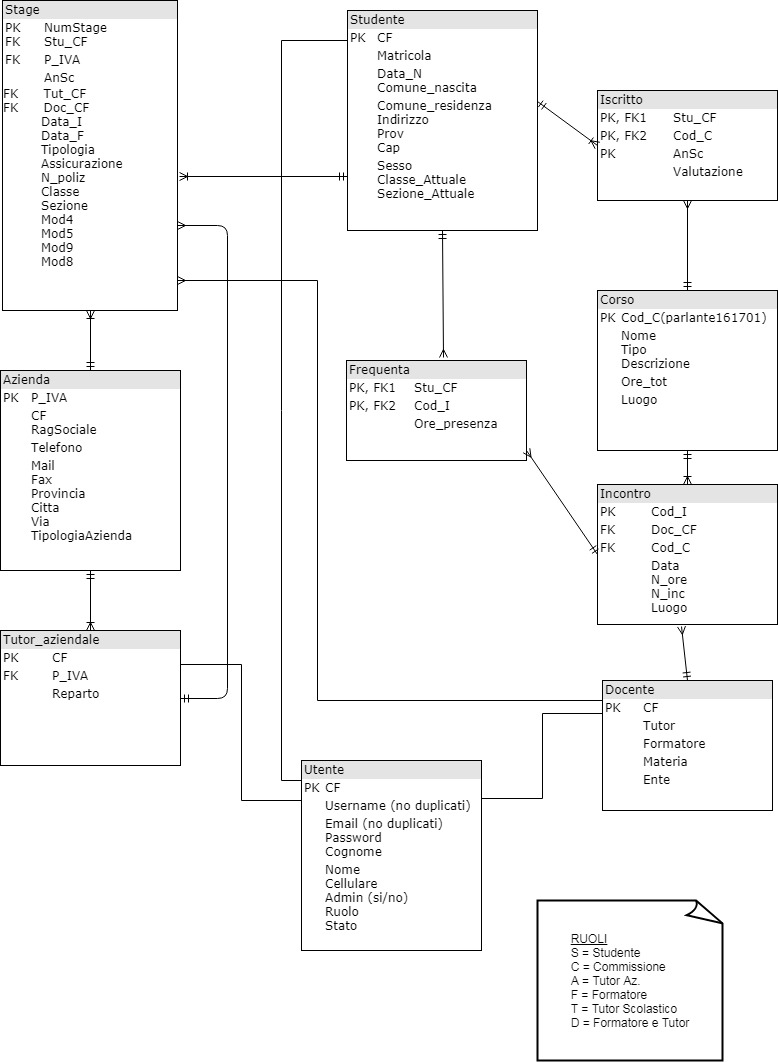 Stage
PK NumStage
FK Stu_CF
FK P_IVA
AnSc
FK Tut_CF
FK Doc_CF
Data_I
Data_F
Tipologia
Assicurazione
N_poliz
Classe
Sezione
Mod4
Mod5
Mod9
Mod8
Studente
PK CF
Matricola
Data_N
Comune_nascita
Comune_residenza
Indirizzo
Prov
Cap
Sesso
Classe_Attuale
Sezione_Attuale
Iscritto
PK, FK1 Stu_CF
PK, FK2 Cod_C
PK AnSc
Valutazione
Corso
PK Cod_C(parlante161701)
Nome
Tipo
Descrizione
Ore_tot
Luogo
Azienda
PK P_IVA
CF
RagSociale
Telefono
Mail
Fax
Provincia
Citta
Via
TipologiaAzienda
Frequenta
PK, FK1 Stu_CF
PK, FK2 Cod_I
Ore_presenza
Incontro
PK Cod_I
FK Doc_CF
FK Cod_C
Data
N_ore
N_inc
Luogo
Tutor_aziendale
PK CF
FK P_IVA
Reparto
Docente
PK CF
Tutor
Formatore
Materia
Ente
Utente
PK CF
Username (no duplicati)
Email (no duplicati)
Password
Cognome
Nome
Cellulare
Admin (si/no)
Ruolo
Stato
RUOLI
S = Studente
C = Commissione
A = Tutor Az.
F = Formatore
T = Tutor Scolastico
D = Formatore e Tutor